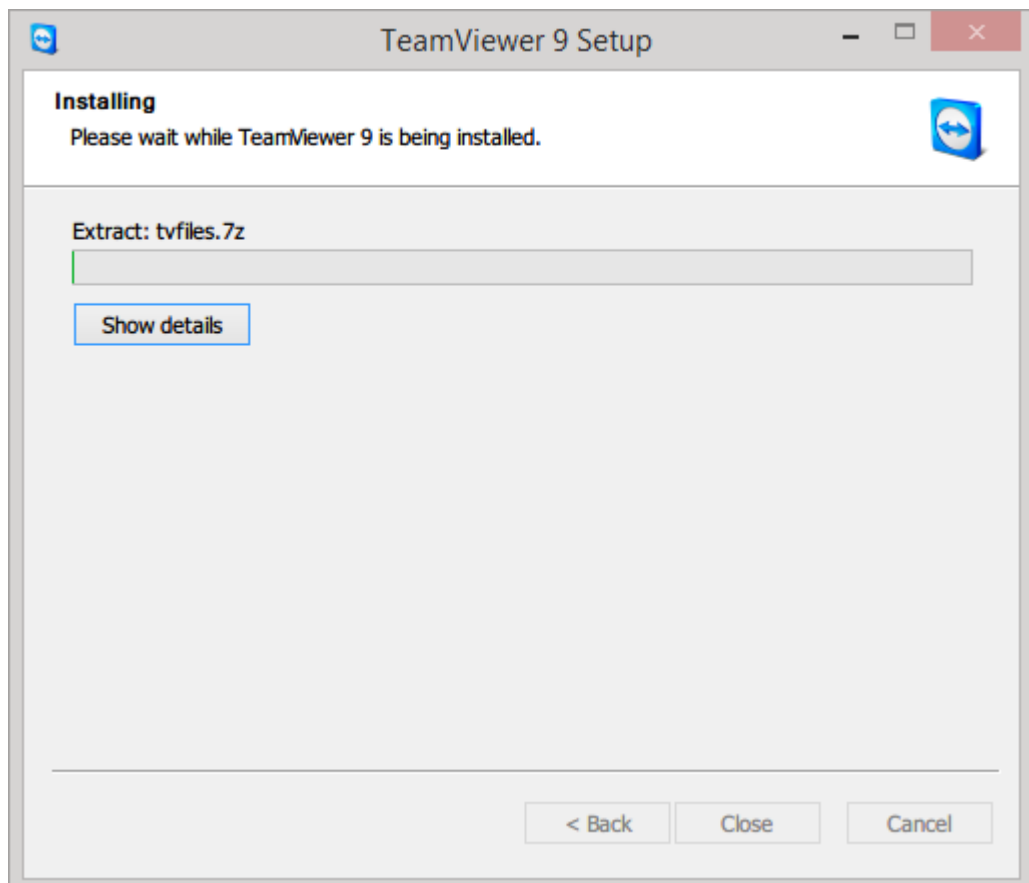 TeamViewer 9 Setup
Installing
Please wait while TeamViewer 9 is being installed.
Extract: tvfiles.7z
Show details
< Back Close Cancel